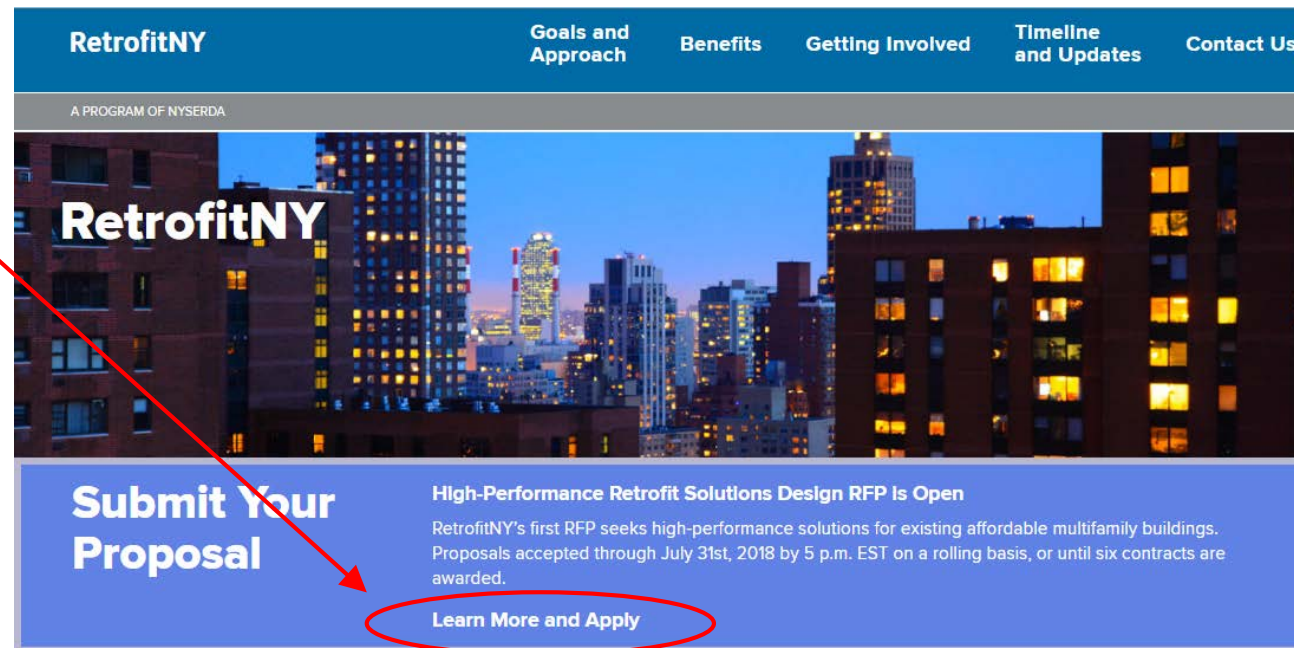 RetrofitNY
Goals and
Approach
Benefits
Getting Involved
Timeline
and Updates
Contact Us
A PROGRAM OF NYSERDA
RetrofitNY
Submit Your
Proposal
High-Performance Retrofit Solutions Design RFP is Open
RetrofitNY's first RFP seeks high-performance solutions for existing affordable multifamily buildings.
Proposals accepted through July 31st, 2018 by 5 p.m. EST on a rolling basis, or until six contracts are
awarded.
Learn More and Apply